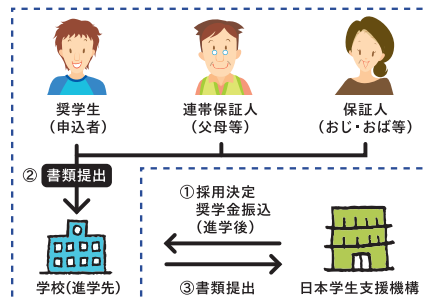 奨学生
(申込者)
連帯保証人
(父母等)
保証人
(おじ・おば等)
② 書類提出
①採用決定
奨学金振込
(進学後)
③書類提出
学校(進学先)
日本学生支援機構